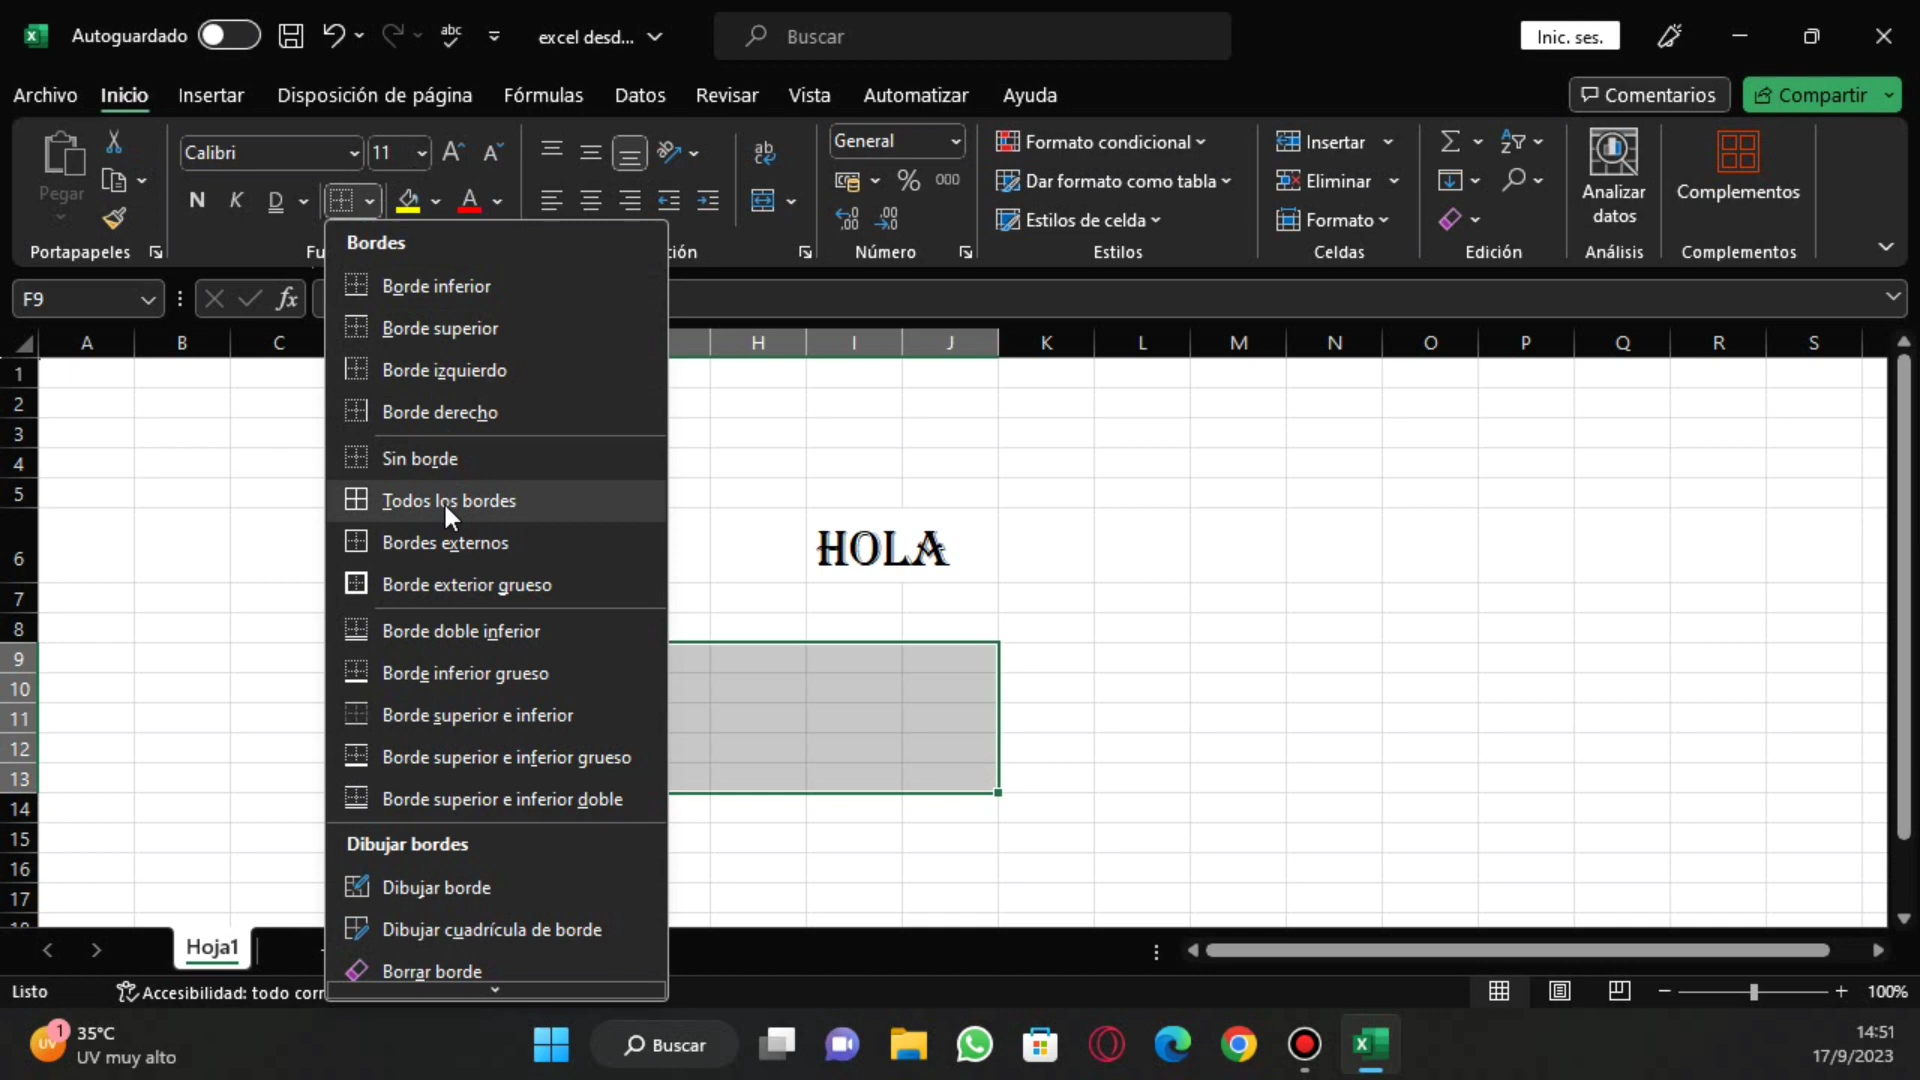 Autoguardado
abc
excel desd...
Buscar
Inic. ses.
Archivo Inicio Insertar Disposición de página Fórmulas Datos Revisar Vista Automatizar Ayuda
Comentarios
Compartir
Pegar
Calibri
11
A A
N K D A
ab
General
% 000
Formato condicional
Dar formato como tabla
Estilos de celda
Insertar
Eliminar
Formato
Analizar
datos
Complementos
Portapapeles
Fu
ión
Número
Estilos
Celdas
Edición
Análisis
Complementos
F9
fx
A B C H I J K L M N O P Q R S
Bordes
Borde inferior
Borde superior
Borde izquierdo
Borde derecho
Sin borde
Todos los bordes
Bordes externos
Borde exterior grueso
Borde doble inferior
Borde inferior grueso
Borde superior e inferior
Borde superior e inferior grueso
Borde superior e inferior doble
Dibujar bordes
Dibujar borde
Dibujar cuadrícula de borde
Borrar borde
1
2
3
4
5
6
7
8
9
10
11
12
13
14
15
16
17
HOLA
Hoja1
Listo
Accesibilidad: todo corr
100%
1
UV
35°C
UV muy alto
Buscar
14:51
17/9/2023